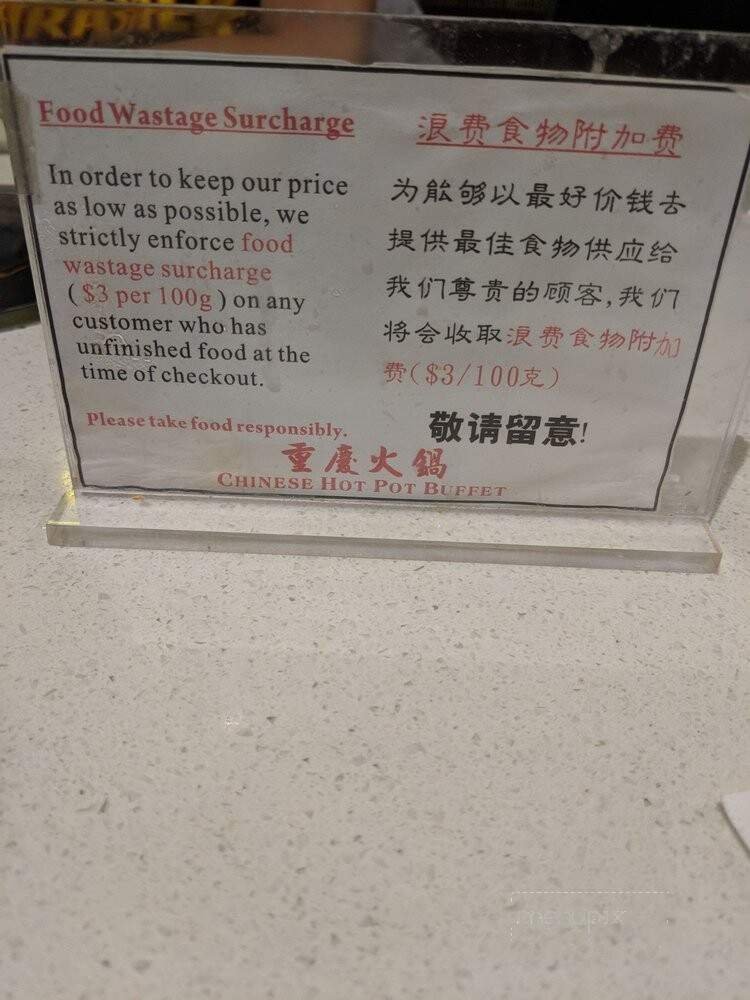 Food Wastage Surcharge
In order to keep our price
as low as possible, we
strictly enforce food
wastage surcharge
( $3 per 100g ) on any
customer who has
unfinished food at the
time of checkout.
Please take food responsibly.
浪费食物附加费
为能够以最好价钱去
提供最佳食物供应给
我们尊贵的顾客,我们
将会收取浪费食物附加
费($3/100克)
敬请留意!
重慶火鍋
CHINESE HOT POT BUFFET
menupix